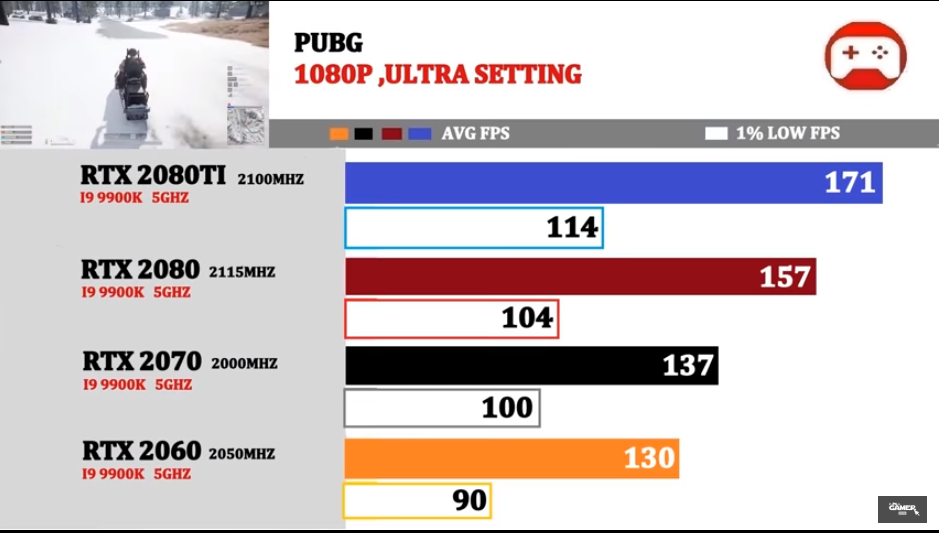 PUBG
1080P ,ULTRA SETTING
AVG FPS
1% LOW FPS
RTX 2080TI 2100MHZ
I9 9900K 5GHZ
171
114
RTX 2080 2115MHZ
I9 9900K 5GHZ
157
104
RTX 2070 2000MHZ
I9 9900K 5GHZ
137
100
RTX 2060 2050MHZ
I9 9900K 5GHZ
130
90
GAMER